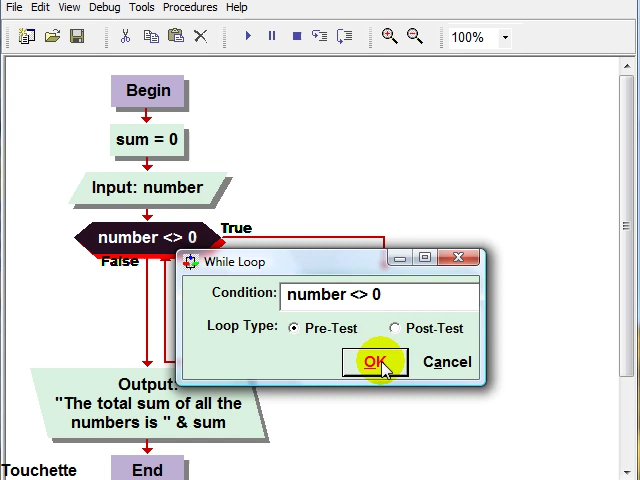 File Edit View Debug Tools Procedures Help
100%
Begin
sum = 0
Input: number
number <> 0
True
False
While Loop
Condition: number <> 0
Loop Type: Pre-Test Post-Test
OK Cancel
Output:
"The total sum of all the
numbers is " & sum
Touchette
End